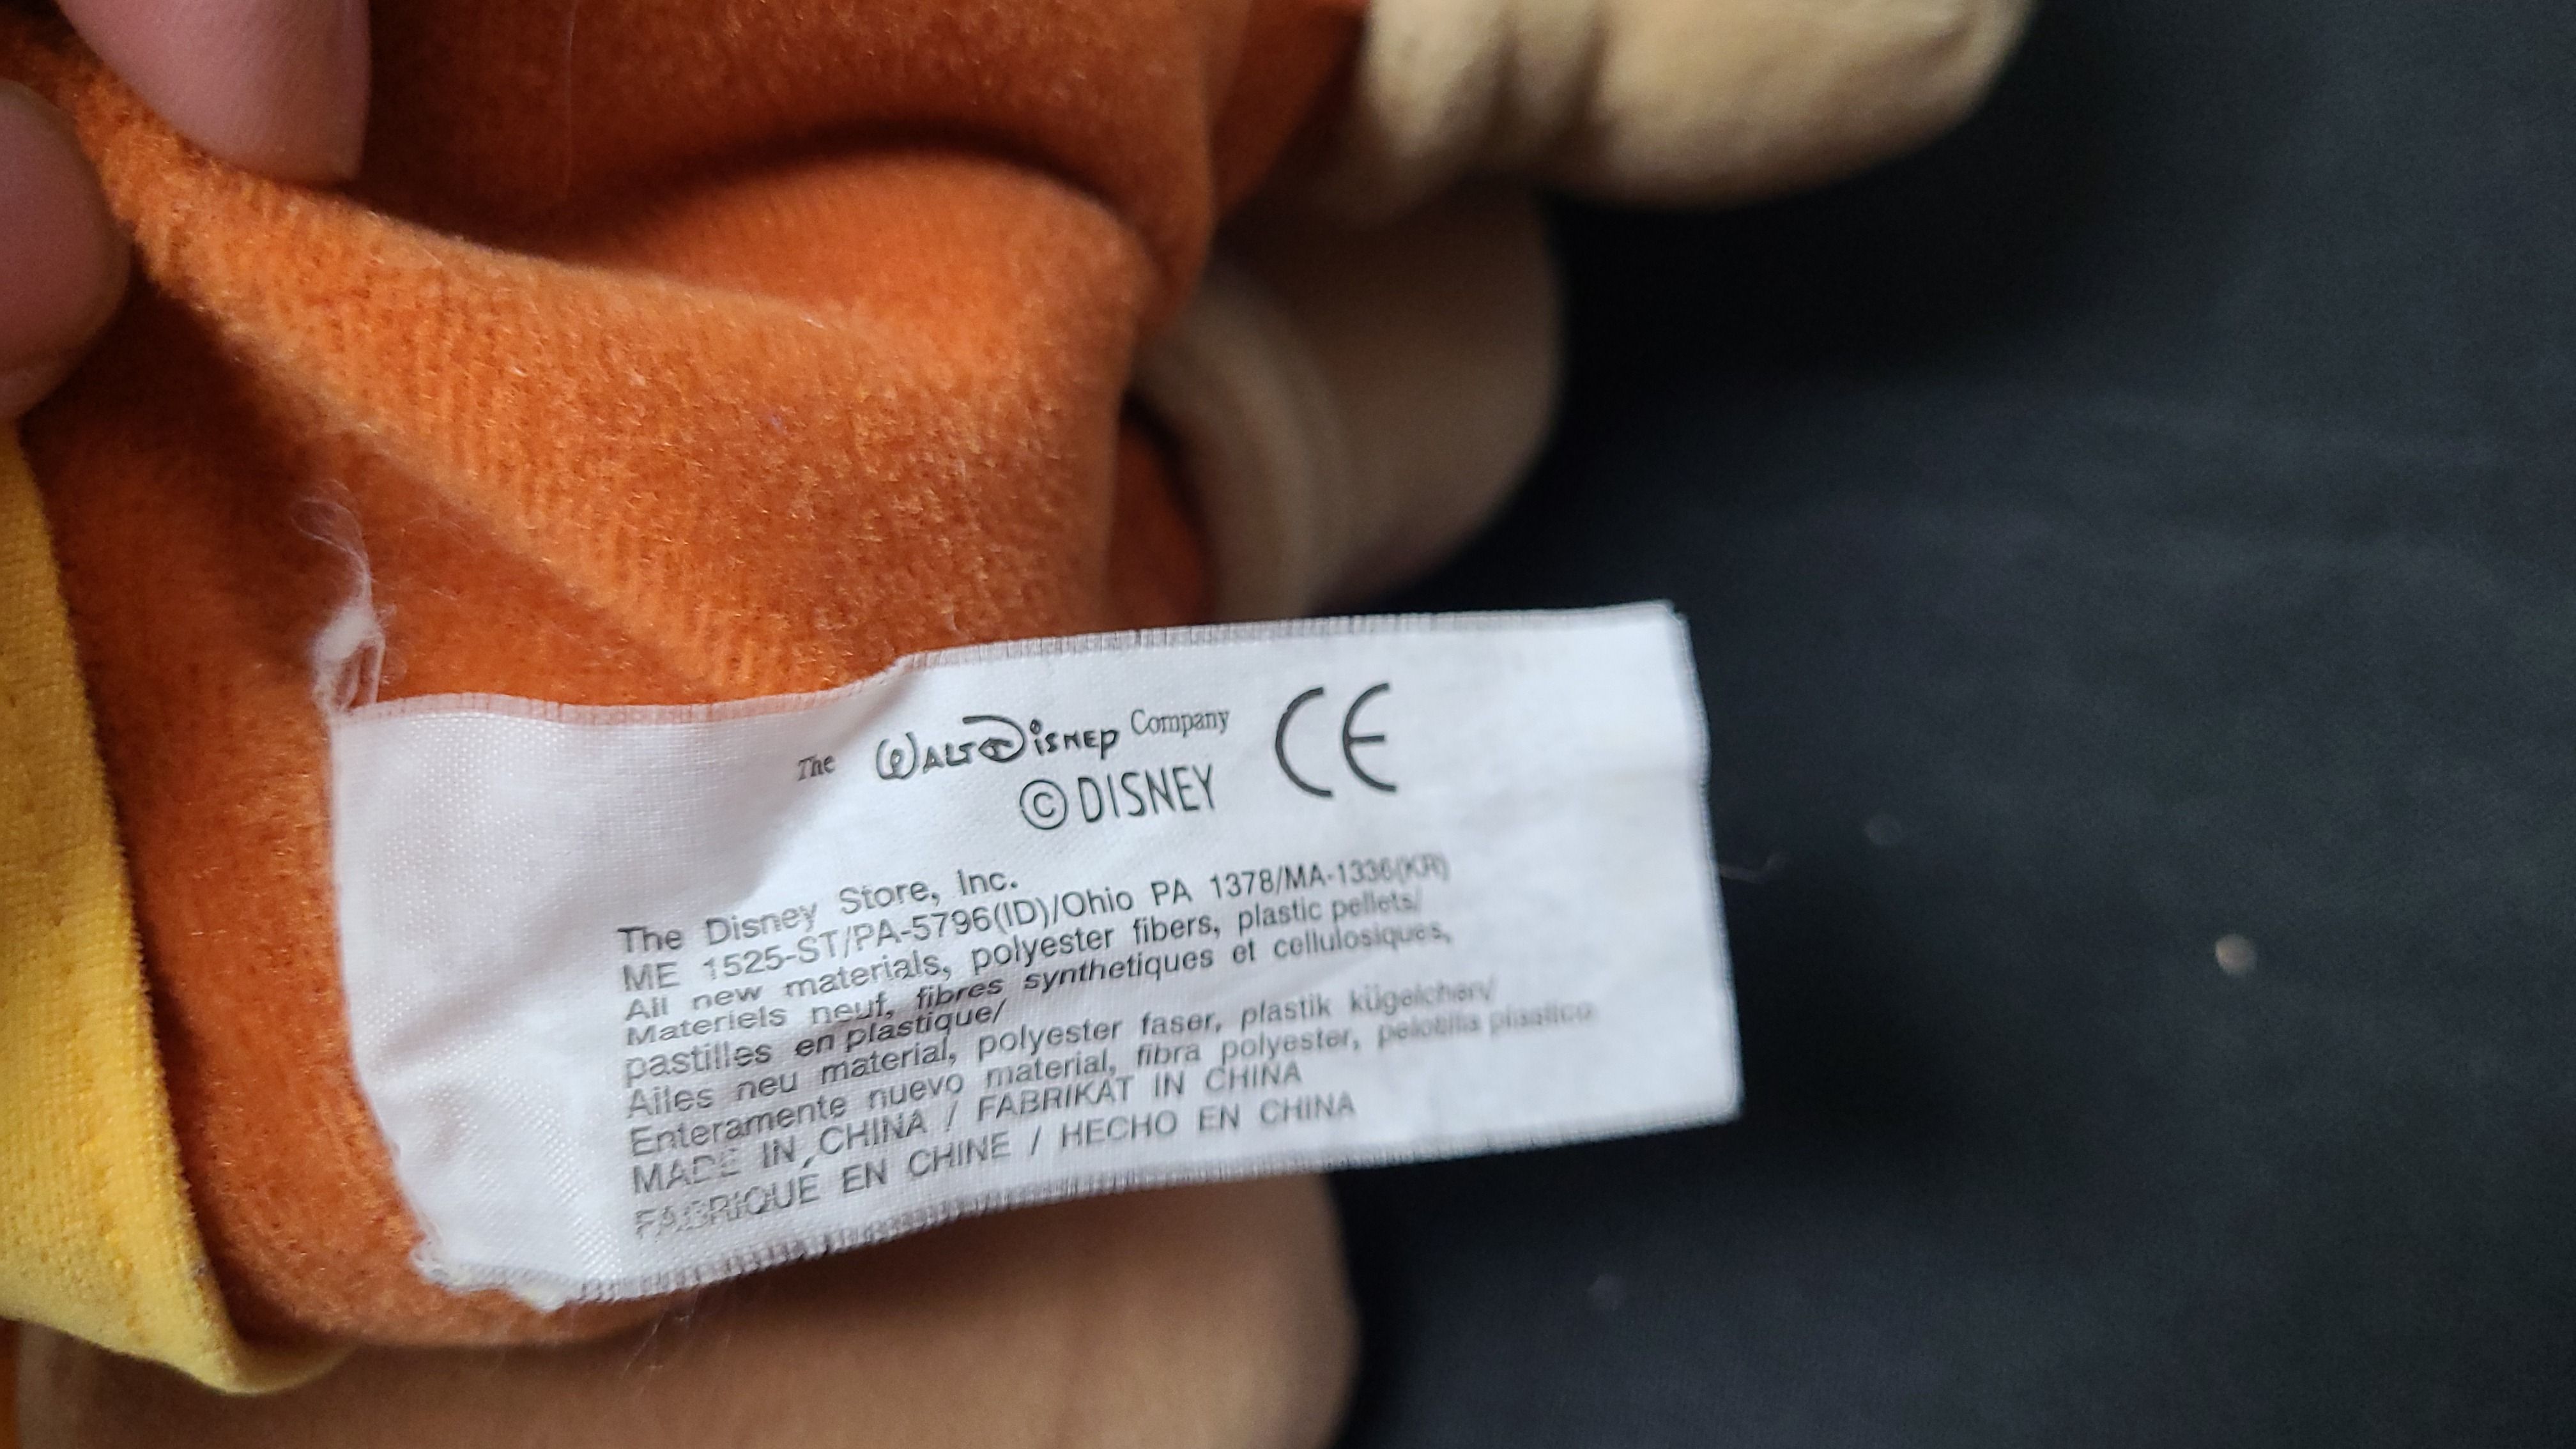 The WALT DISNEY Company CE
© DISNEY
The Disney Store, Inc.
ME 1525-ST/PA-5796(ID)/Ohio PA 1378/MA-1336(KR)
All new materials, polyester fibers, plastic pellets/
Materiels neuf, fibres synthetiques et cellulosiques,
pastilles en plastique/
Alles neu material, polyester faser, plastik kügelchen/
Enteramente nuevo material, fibra polyester, pelotilla plsatico
MADE IN CHINA / FABRIKAT IN CHINA
FABRIQUE EN CHINE / HECHO EN CHINA